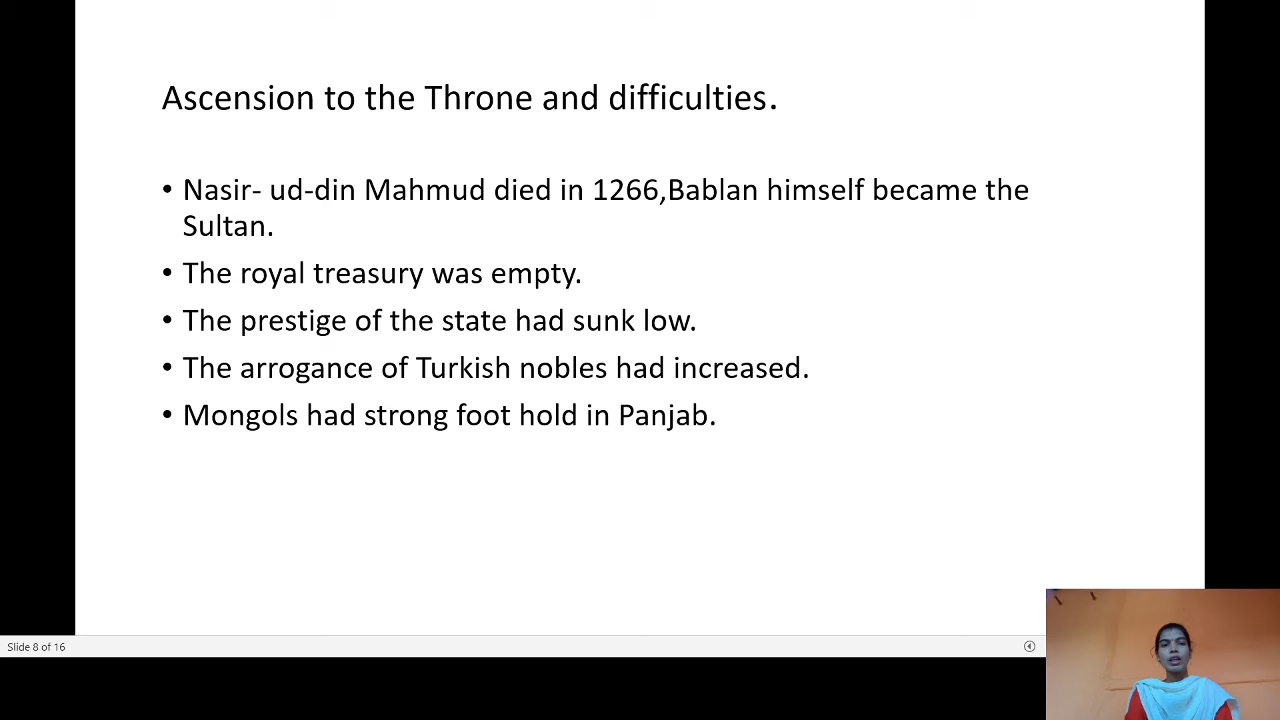 Ascension to the Throne and difficulties.
• Nasir- ud-din Mahmud died in 1266,Bablan himself became the
Sultan.
• The royal treasury was empty.
• The prestige of the state had sunk low.
• The arrogance of Turkish nobles had increased.
• Mongols had strong foot hold in Panjab.
Slide 8 of 16